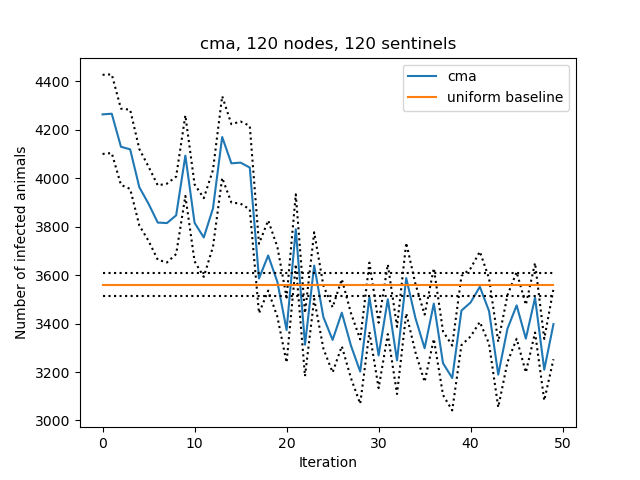 cma, 120 nodes, 120 sentinels
cma
uniform baseline
Number of infected animals
4400
4200
4000
3800
3600
3400
3200
3000
0 10 20 30 40 50
Iteration